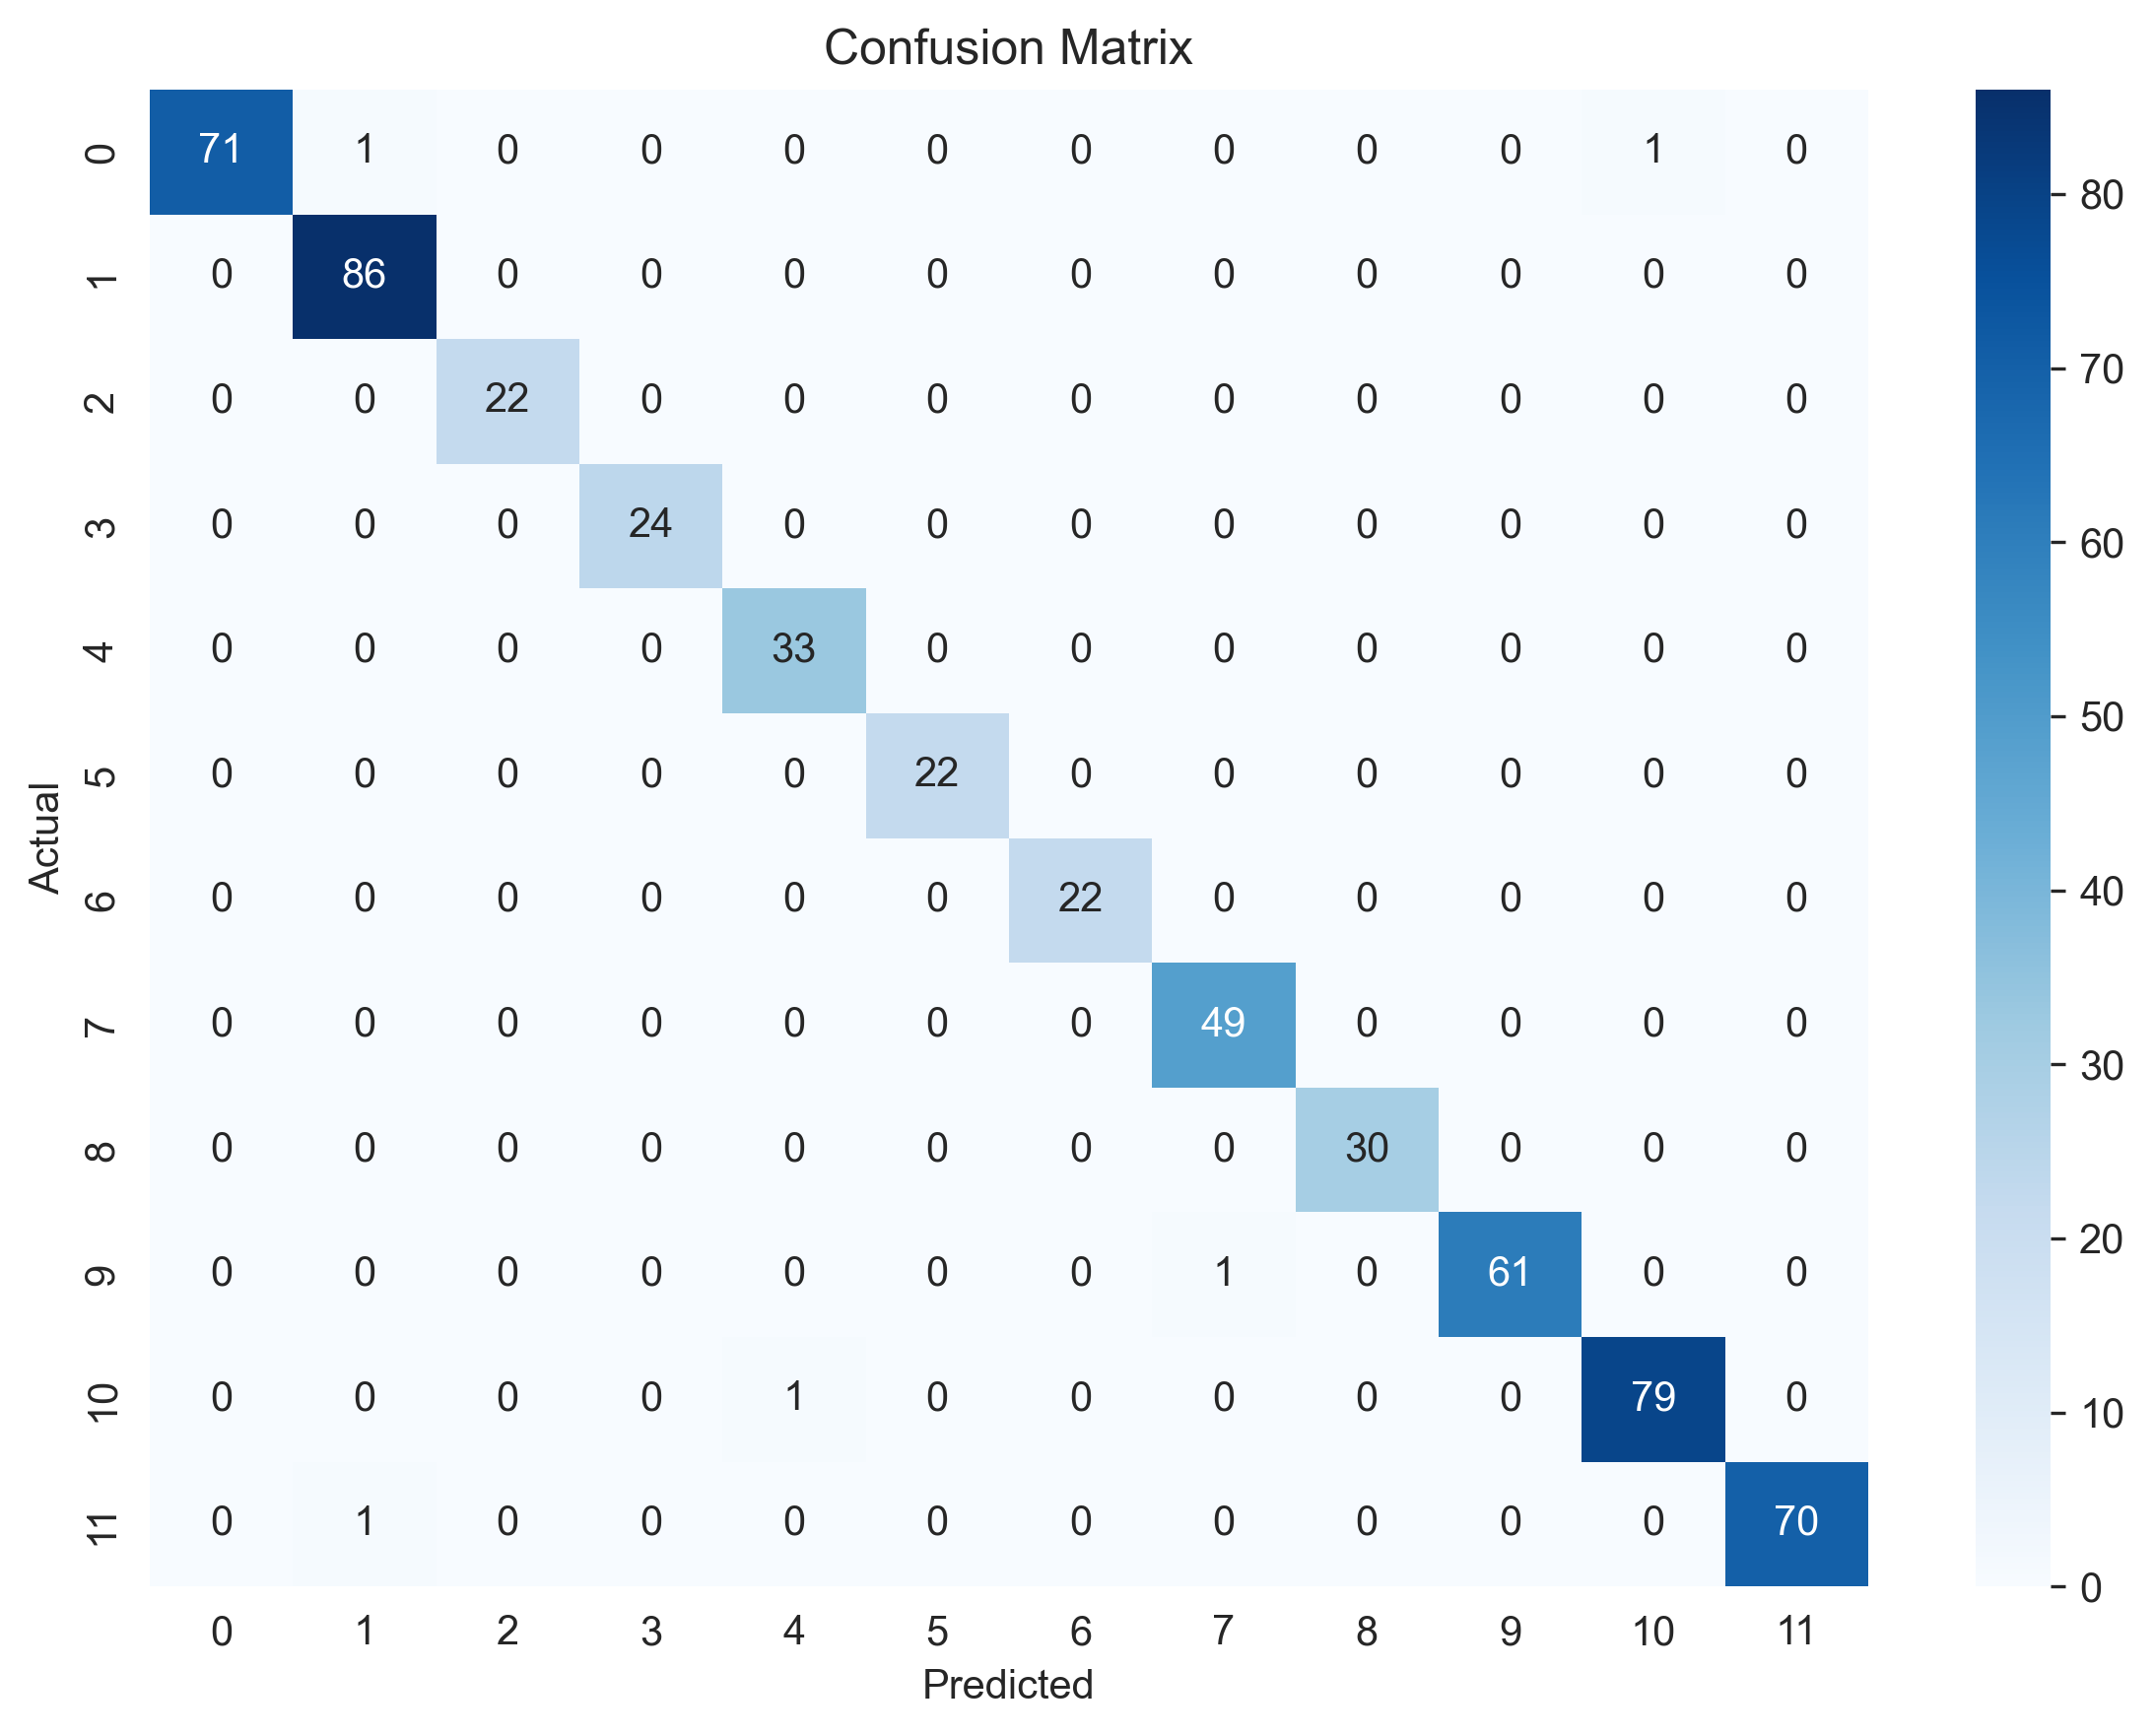 Confusion Matrix
0 71 1 0 0 0 0 0 0 0 0 1 0
1 0 86 0 0 0 0 0 0 0 0 0 0
2 0 0 22 0 0 0 0 0 0 0 0 0
3 0 0 0 24 0 0 0 0 0 0 0 0
4 0 0 0 0 33 0 0 0 0 0 0 0
5 0 0 0 0 0 22 0 0 0 0 0 0
6 0 0 0 0 0 0 22 0 0 0 0 0
7 0 0 0 0 0 0 0 49 0 0 0 0
8 0 0 0 0 0 0 0 0 30 0 0 0
9 0 0 0 0 0 0 0 1 0 61 0 0
10 0 0 0 0 1 0 0 0 0 0 79 0
11 0 1 0 0 0 0 0 0 0 0 0 70
0 1 2 3 4 5 6 7 8 9 10 11
Predicted
Actual
80
70
60
50
40
30
20
10
0